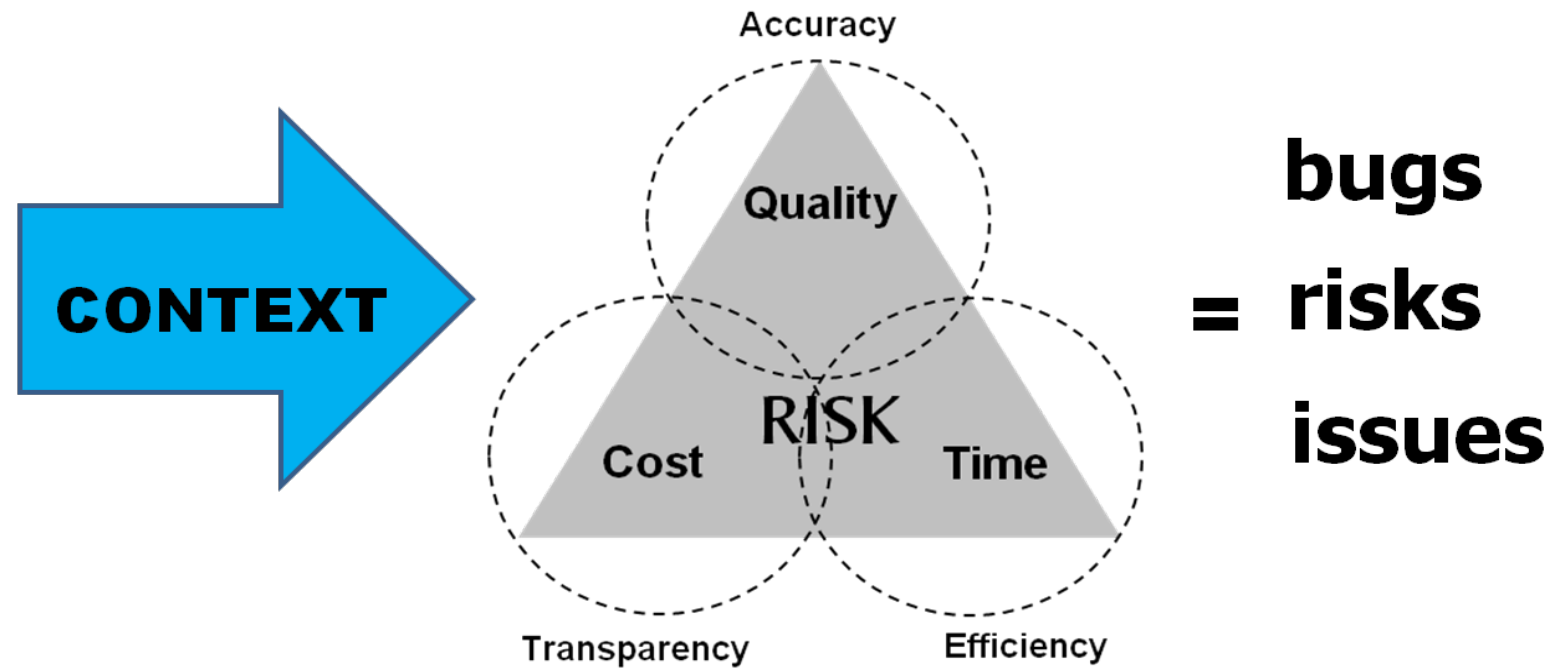 Accuracy
Quality
CONTEXT
RISK
Cost
Time
Transparency
Efficiency
=
bugs
risks
issues